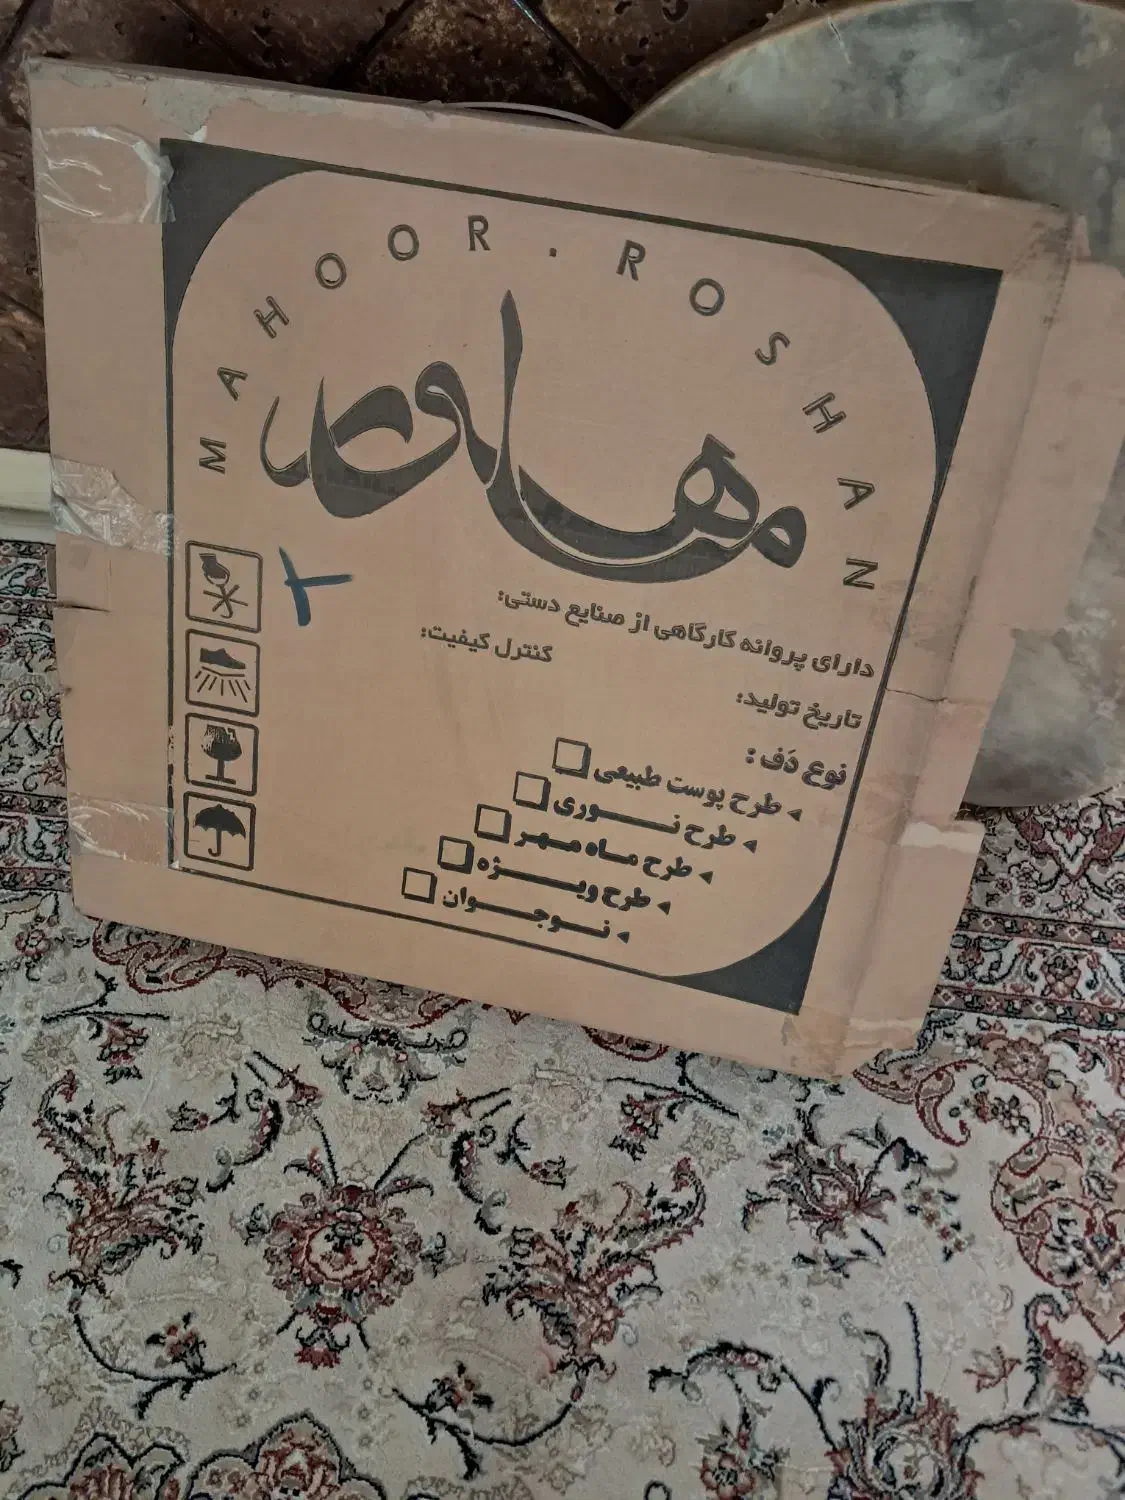 MAHOOR.ROSHAN
ماهور
دارای پروانه کارگاهی از صنایع دستی:
کنترل کیفیت:
تاریخ تولید:
نوع دَف:
طرح پوست طبیعی
طرح نوری
طرح ماه مهر
طرح ویژه
نوجوان